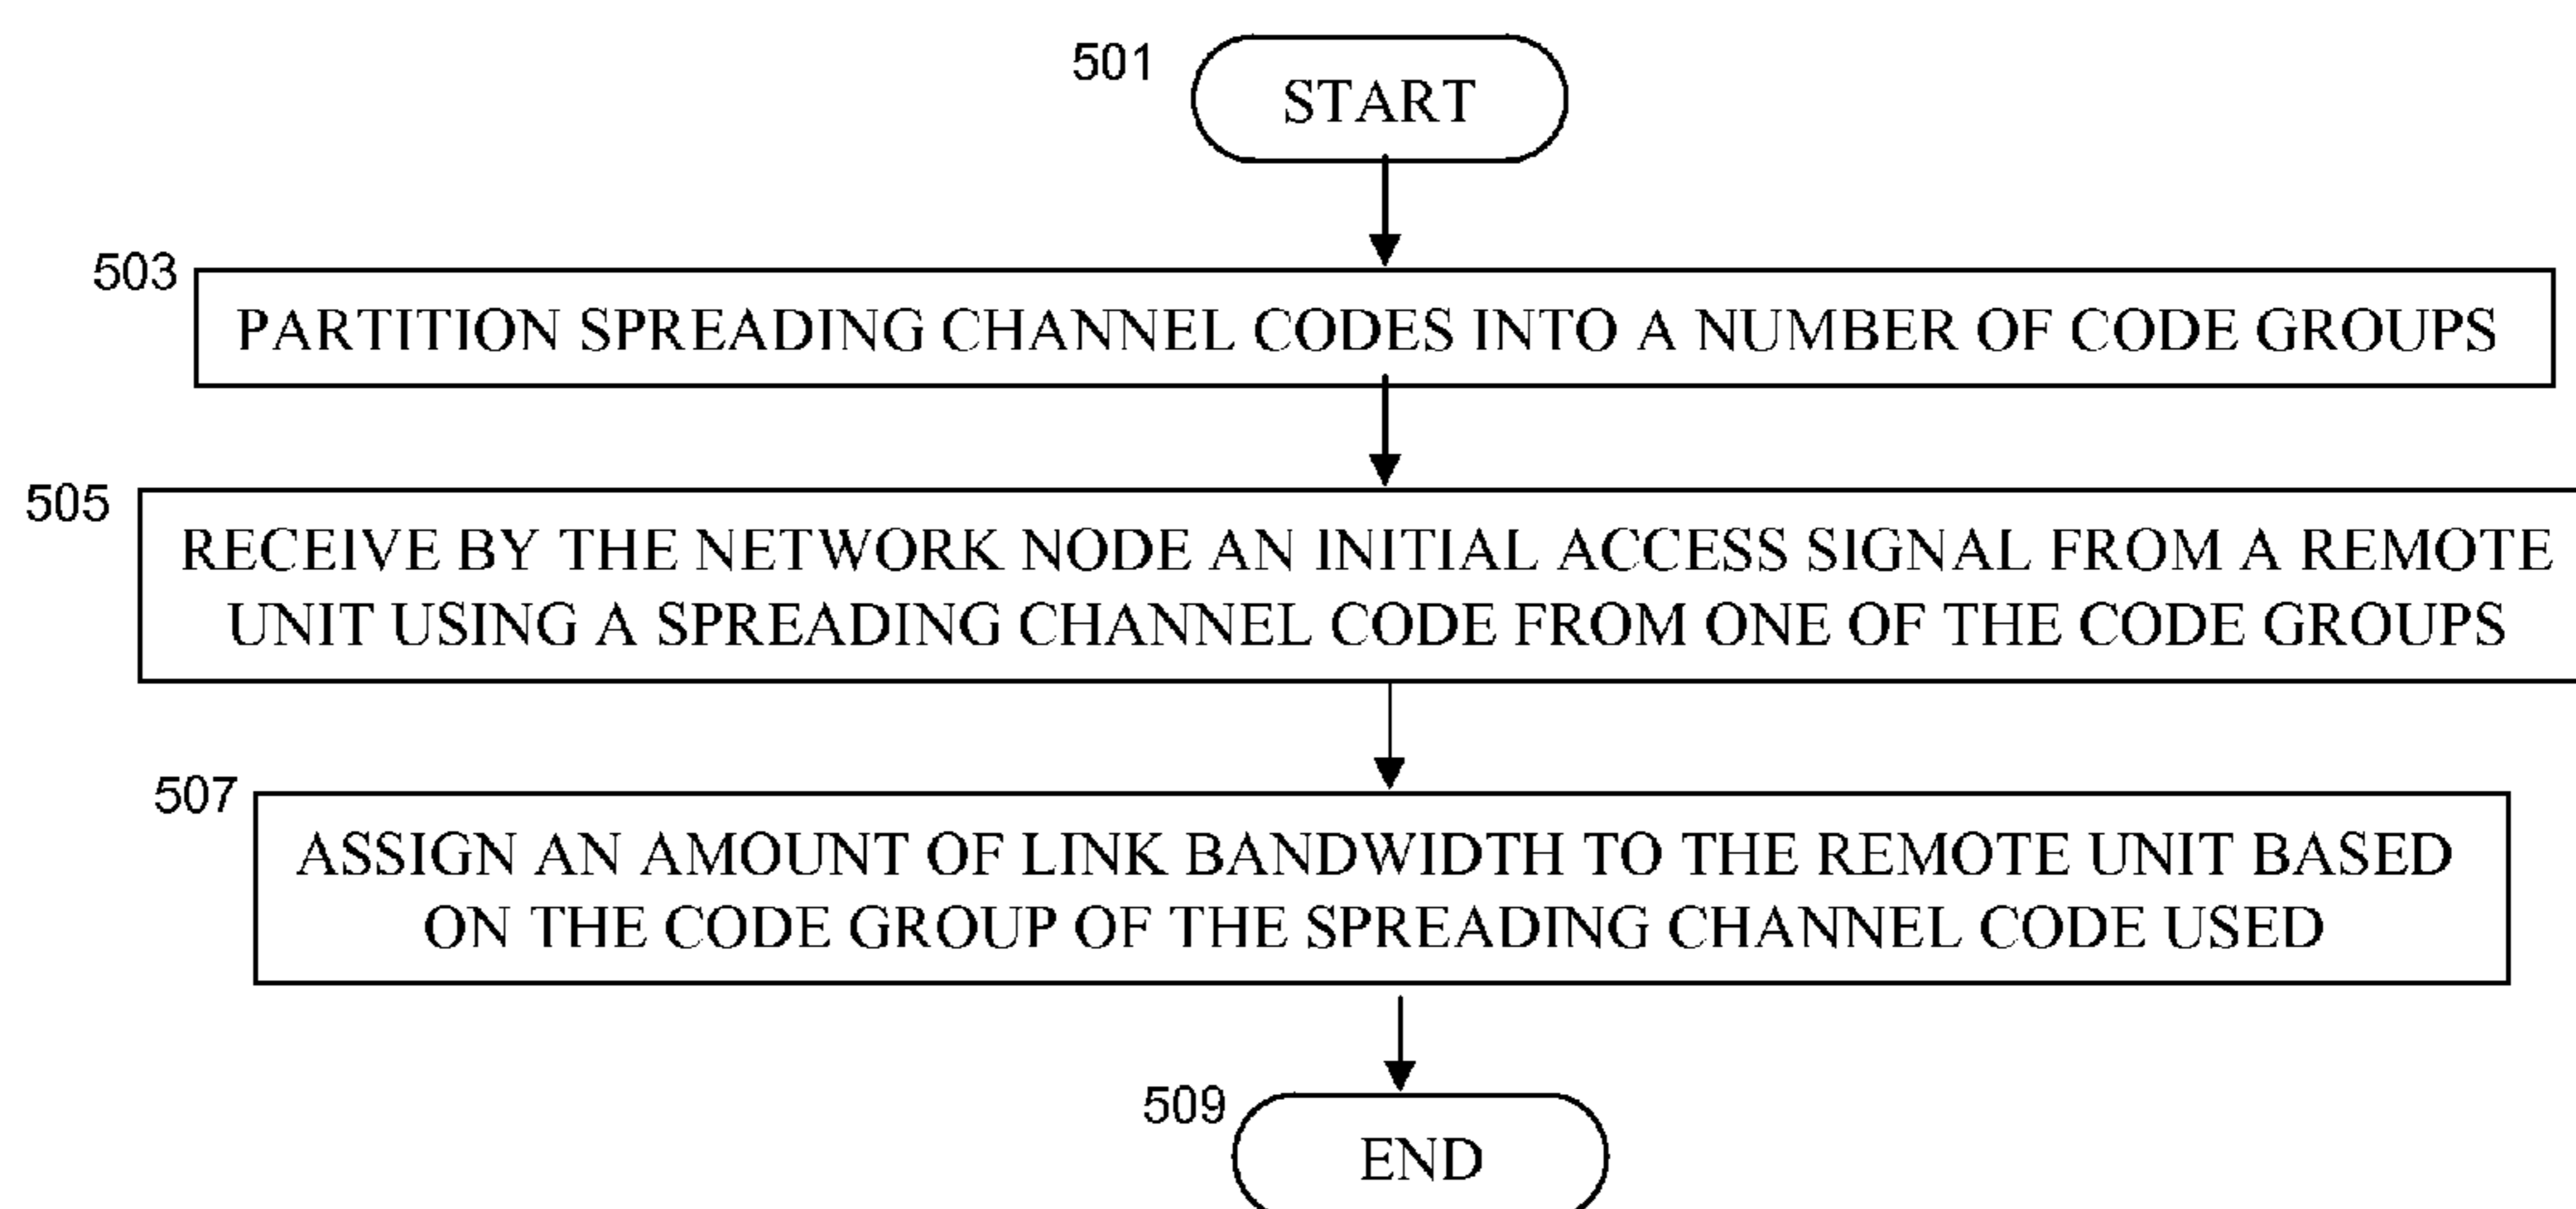 501
START
503
PARTITION SPREADING CHANNEL CODES INTO A NUMBER OF CODE GROUPS
505
RECEIVE BY THE NETWORK NODE AN INITIAL ACCESS SIGNAL FROM A REMOTE
UNIT USING A SPREADING CHANNEL CODE FROM ONE OF THE CODE GROUPS
507
ASSIGN AN AMOUNT OF LINK BANDWIDTH TO THE REMOTE UNIT BASED
ON THE CODE GROUP OF THE SPREADING CHANNEL CODE USED
509
END